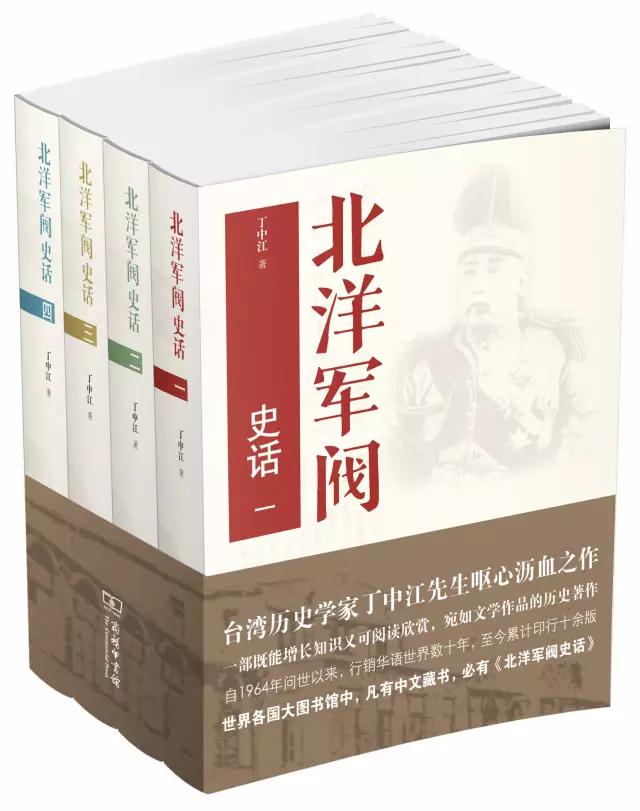 北洋军阀
史话
一
丁中江 著
台湾历史学家丁中江先生呕心沥血之作
一部既能增长知识又可阅读欣赏，宛如文学作品的历史著作
自1964年问世以来，行销华语世界数十年，至今累计印行十余版
世界各国大图书馆中，凡有中文藏书，必有《北洋军阀史话》
北洋军阀史话 一 丁中江 著
北洋军阀史话 二 丁中江 著
北洋军阀史话 三 丁中江 著
北洋军阀史话 四 丁中江 著
商務印書館
The Commercial Press